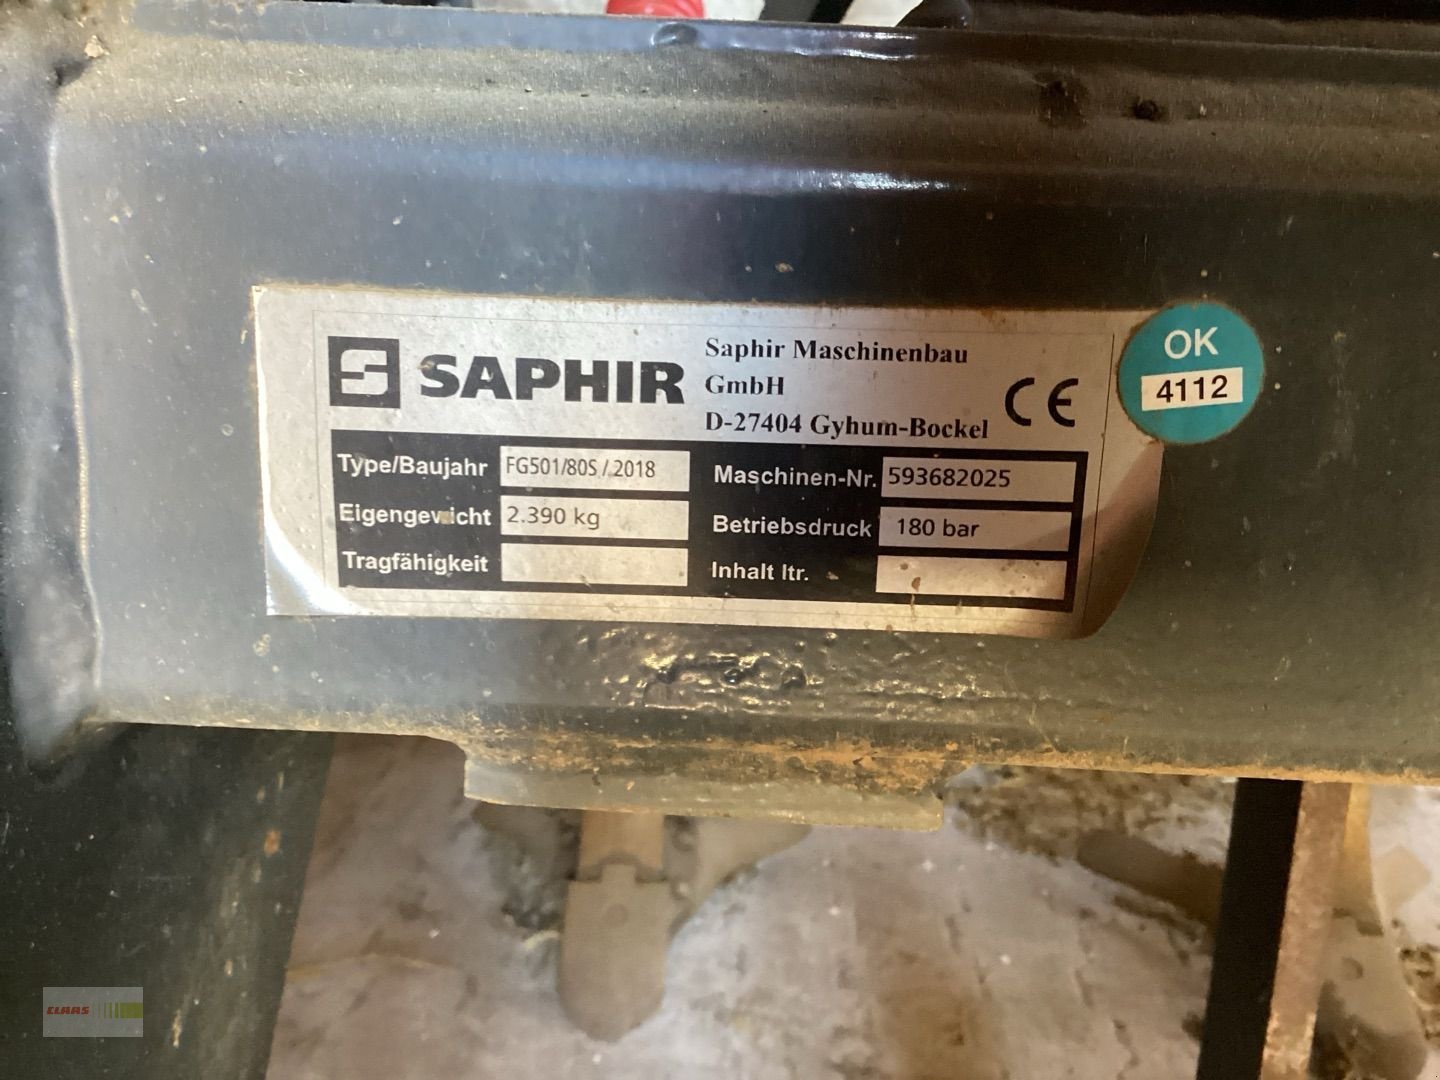 SAPHIR
Saphir Maschinenbau
GmbH
D-27404 Gyhum-Bockel
CE
OK
4112
Type/Baujahr FG501/80S / 2018
Maschinen-Nr. 593682025
Eigengewicht 2.390 kg
Betriebsdruck 180 bar
Tragfähigkeit
Inhalt ltr.
CLAAS